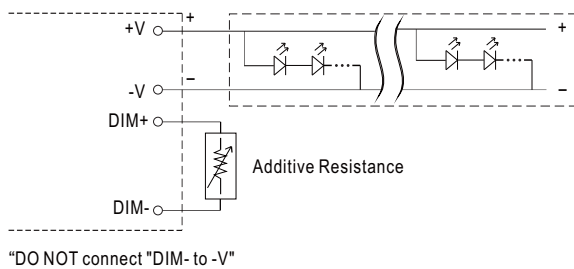 +
+V
+
−
-V
−
DIM+
Additive Resistance
DIM-
“DO NOT connect "DIM- to -V"